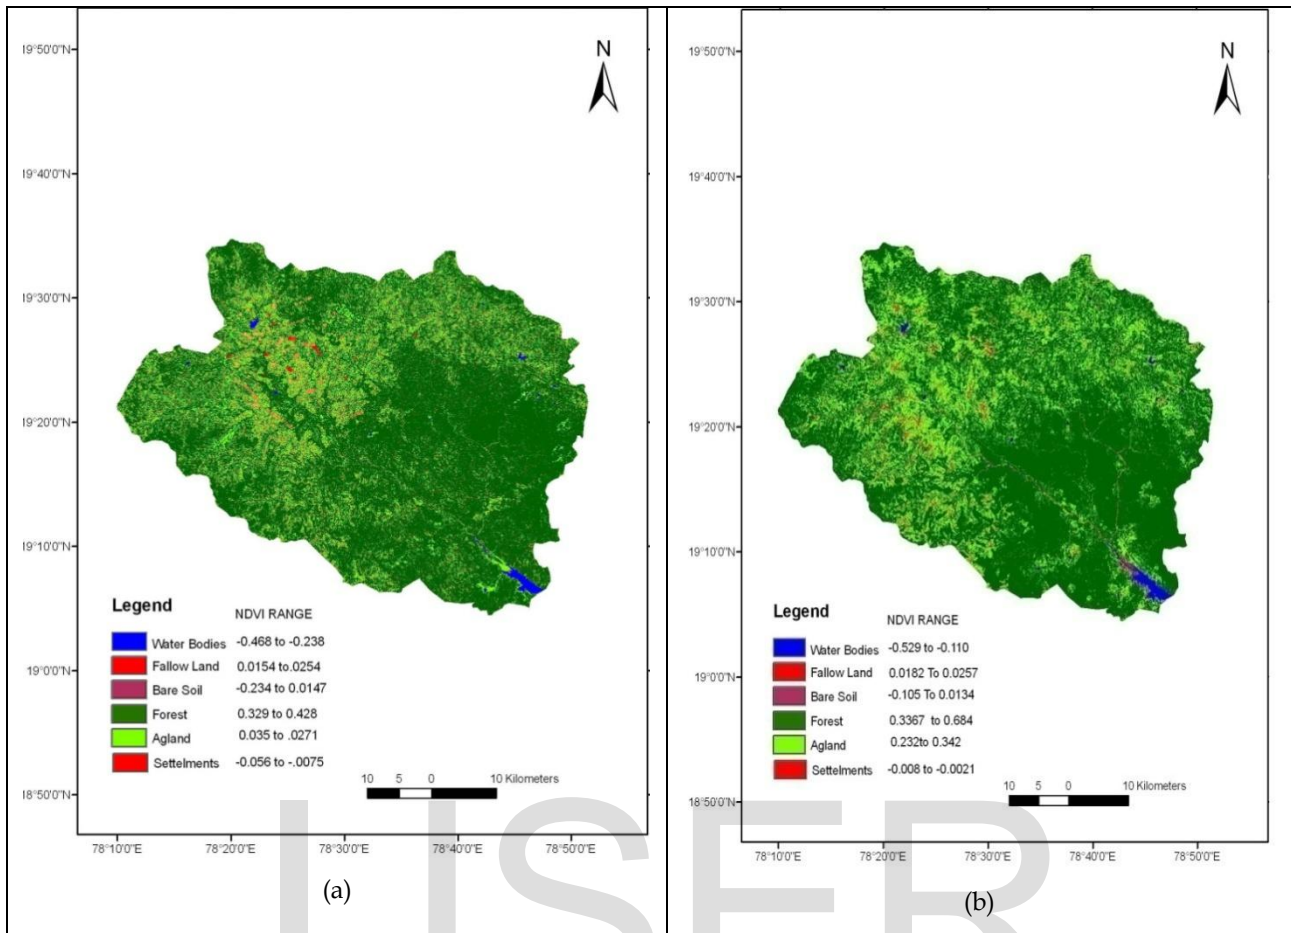 N
19°50'0"N
19°40'0"N
19°30'0"N
19°20'0"N
19°10'0"N
19°0'0"N
18°50'0"N
Legend
NDVI RANGE
Water Bodies -0.468 to -0.238
Fallow Land 0.0154 to.0254
Bare Soil -0.234 to 0.0147
Forest 0.329 to 0.428
Agland 0.035 to .0271
Settelments -0.056 to -.0075
10 5 0 10 Kilometers
78°10'0"E 78°20'0"E 78°30'0"E 78°40'0"E 78°50'0"E
(a)
N
19°50'0"N
19°40'0"N
19°30'0"N
19°20'0"N
19°10'0"N
19°0'0"N
18°50'0"N
Legend
NDVI RANGE
Water Bodies -0.529 to -0.110
Fallow Land 0.0182 To 0.0257
Bare Soil -0.105 To 0.0134
Forest 0.3367 to 0.684
Agland 0.232to 0.342
Settelments -0.008 to -0.0021
10 5 0 10 Kilometers
78°10'0"E 78°20'0"E 78°30'0"E 78°40'0"E 78°50'0"E
(b)
IJSER